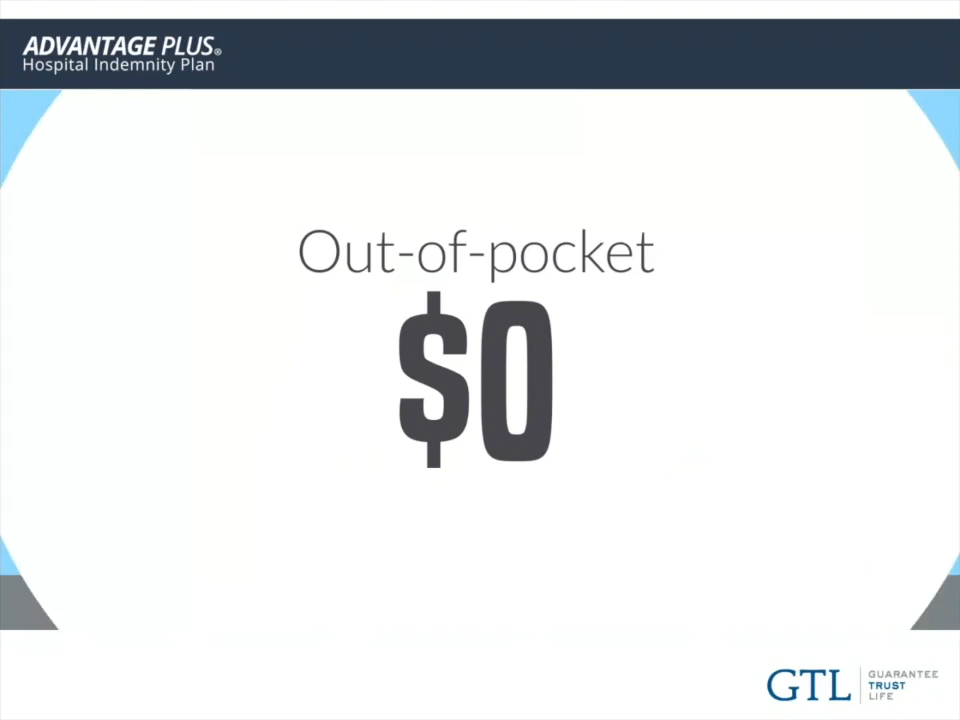 ADVANTAGE PLUS®
Hospital Indemnity Plan
Out-of-pocket
$0
GTL
GUARANTEE
TRUST
LIFE